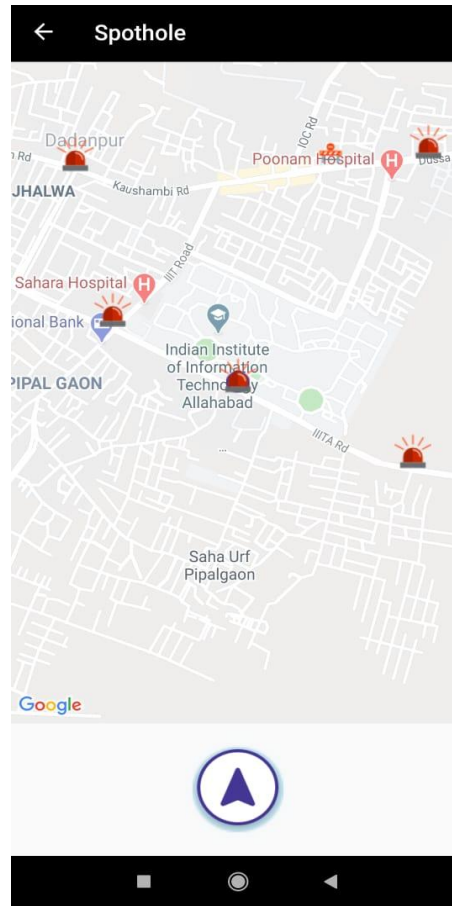 Spothole
Dadanpur
IOC Rd
Poonam Hospital
H
Rd
Dussa
JHALWA
Kaushambi Rd
IIIT Road
Sahara Hospital
H
ional Bank
Indian Institute
of Information
Technology
Allahabad
PIPAL GAON
IIITA Rd
...
Saha Urf
Pipalgaon
Google